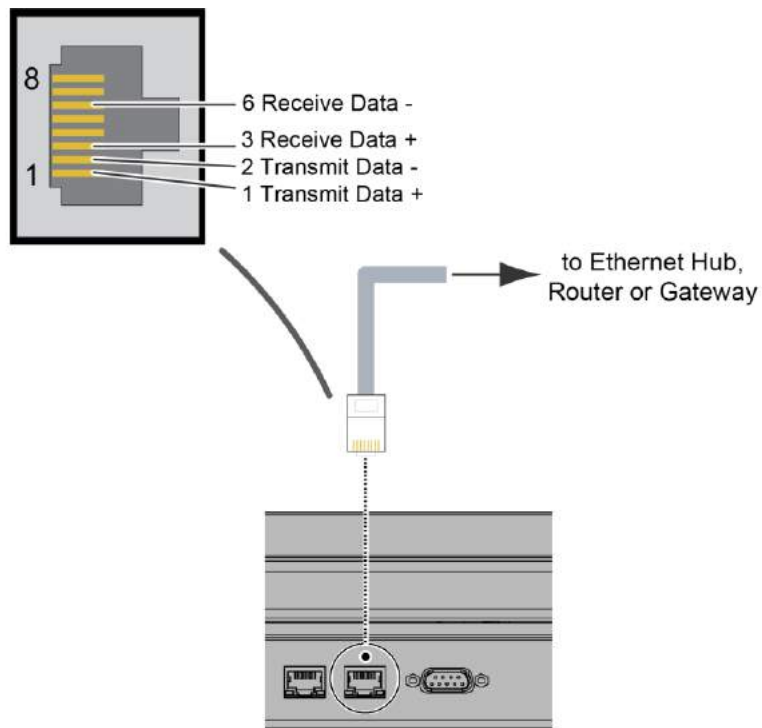 8
6 Receive Data -
3 Receive Data +
2 Transmit Data -
1 Transmit Data +
1
to Ethernet Hub,
Router or Gateway